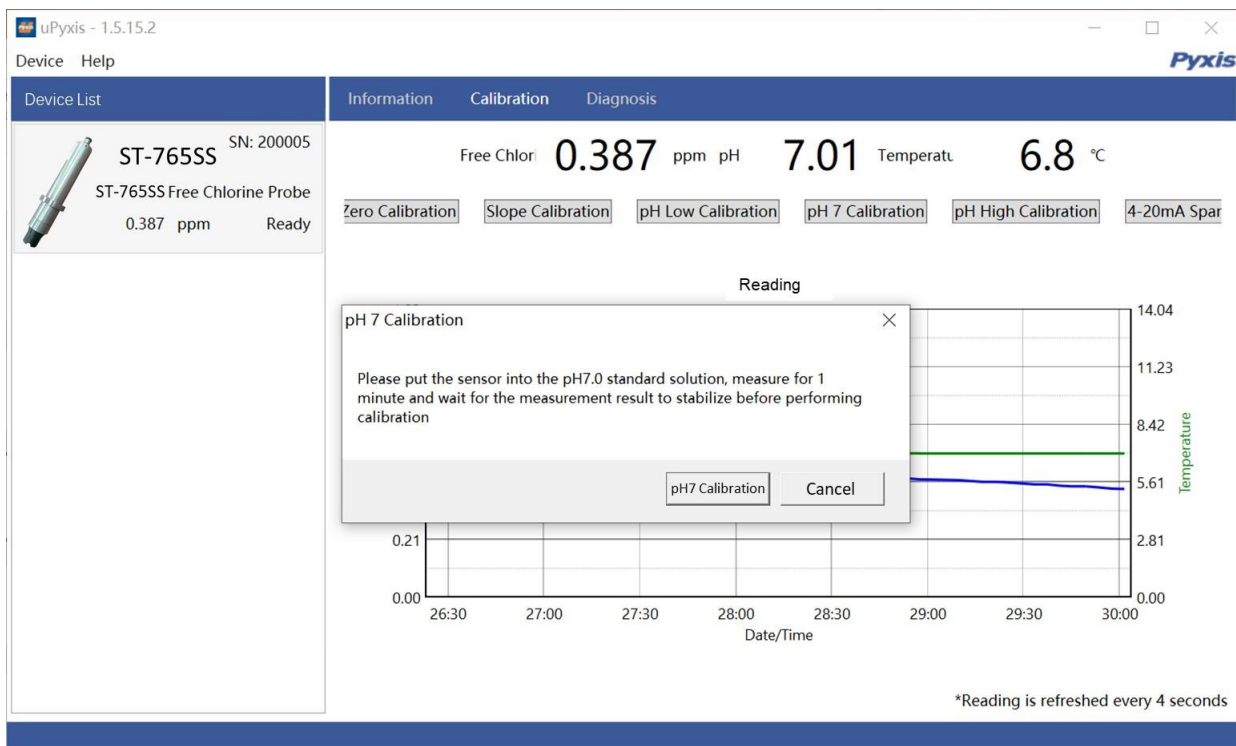 uPyxis - 1.5.15.2
Device Help
Pyxis
Device List
Information Calibration Diagnosis
ST-765SS SN: 200005
ST-765SS Free Chlorine Probe
0.387 ppm Ready
Free Chlori 0.387 ppm pH 7.01 Temperatu 6.8 °C
Zero Calibration Slope Calibration pH Low Calibration pH 7 Calibration pH High Calibration 4-20mA Span
Reading
pH 7 Calibration
Please put the sensor into the pH7.0 standard solution, measure for 1
minute and wait for the measurement result to stabilize before performing
calibration
pH7 Calibration Cancel
14.04
11.23
8.42
5.61
2.81
0.00
Temperature
0.21
0.00
26:30 27:00 27:30 28:00 28:30 29:00 29:30 30:00
Date/Time
*Reading is refreshed every 4 seconds